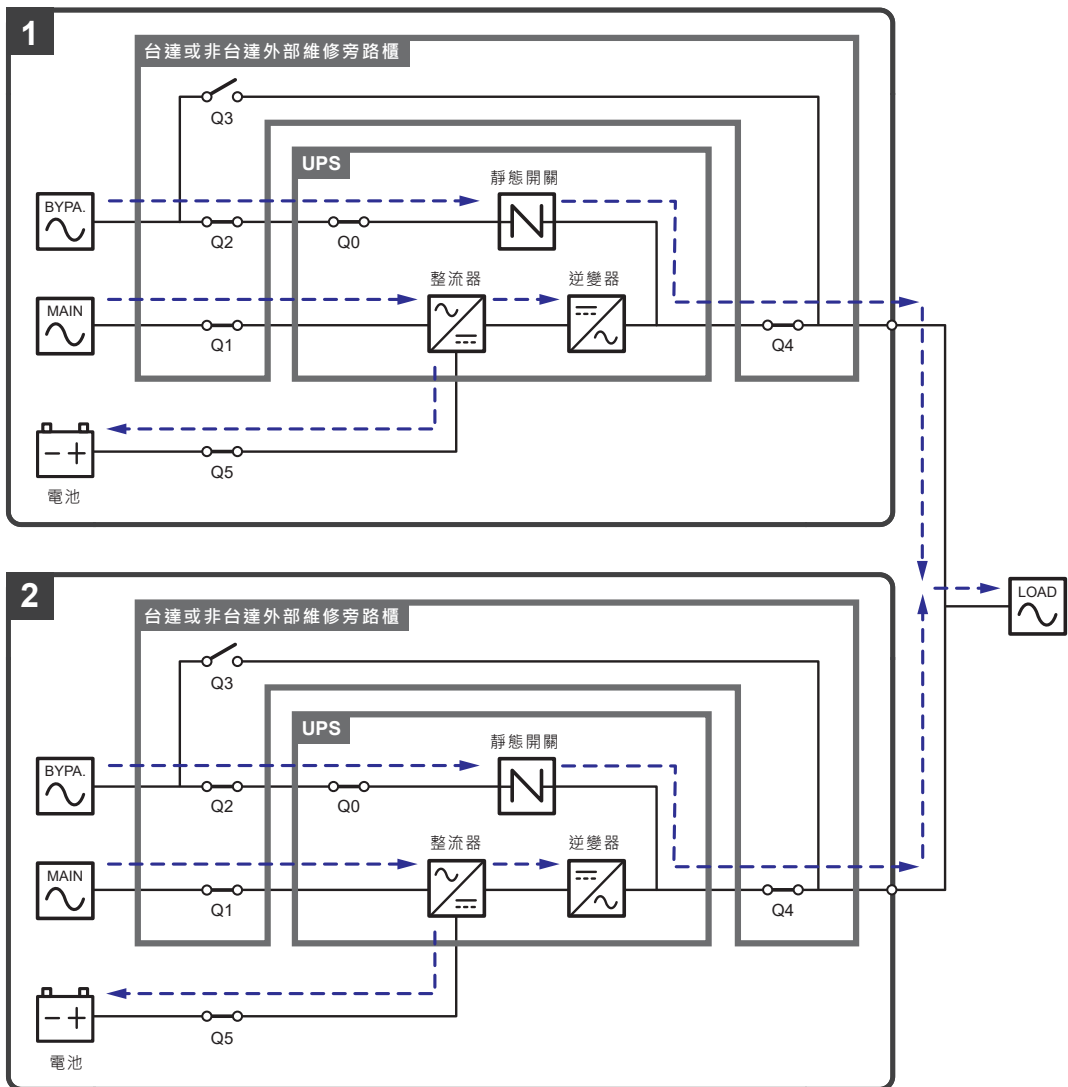 1
台達或非台達外部維修旁路櫃
Q3
UPS
靜態開關
BYPA.
Q2
Q0
整流器
逆變器
MAIN
Q1
Q4
Q5
電池
2
台達或非台達外部維修旁路櫃
LOAD
Q3
UPS
靜態開關
BYPA.
Q2
Q0
整流器
逆變器
MAIN
Q1
Q4
Q5
電池